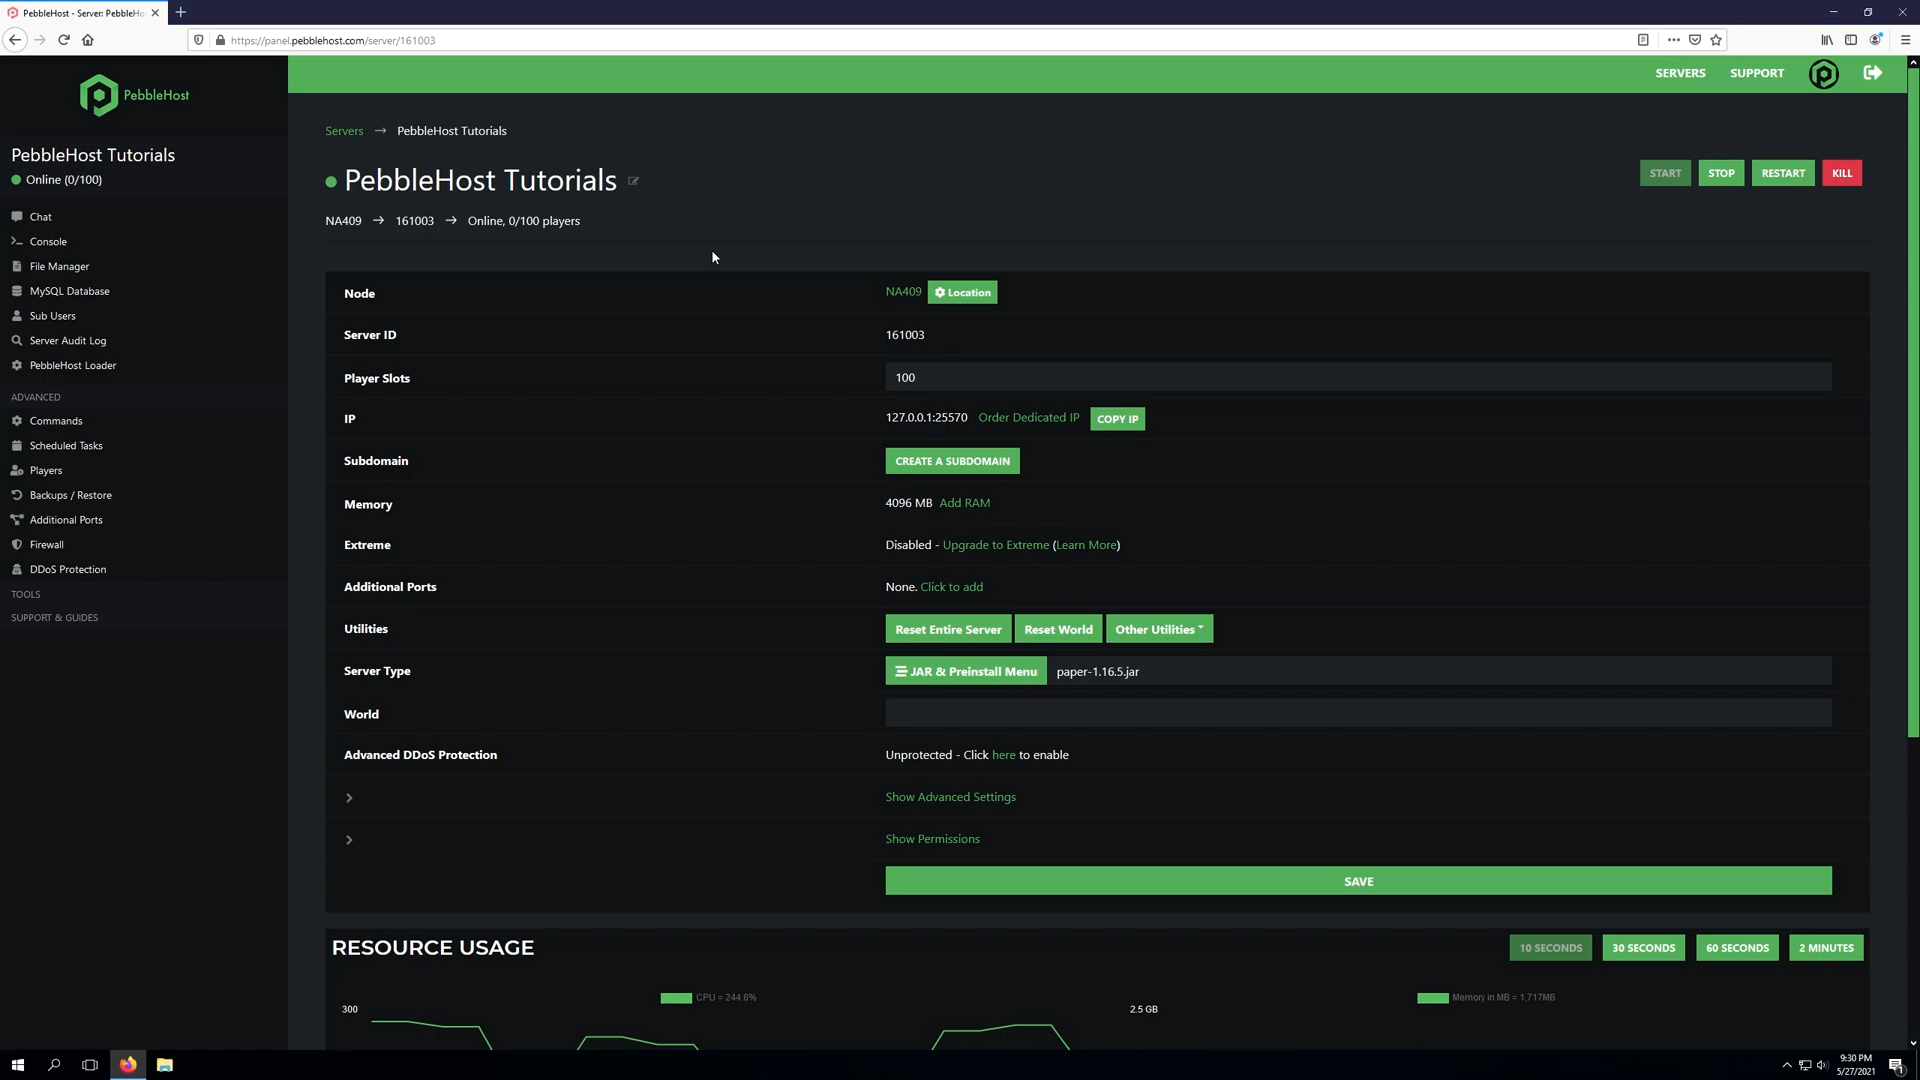 PebbleHost - Server: PebbleHo
https://panel.pebblehost.com/server/161003
PebbleHost
SERVERS
SUPPORT
PebbleHost Tutorials
Online (0/100)
Chat
Console
File Manager
MySQL Database
Sub Users
Server Audit Log
PebbleHost Loader
ADVANCED
Commands
Scheduled Tasks
Players
Backups / Restore
Additional Ports
Firewall
DDoS Protection
TOOLS
SUPPORT & GUIDES
Servers → PebbleHost Tutorials
PebbleHost Tutorials
START
STOP
RESTART
KILL
NA409 → 161003 → Online, 0/100 players
Node NA409 Location
Server ID 161003
Player Slots 100
IP 127.0.0.1:25570 Order Dedicated IP COPY IP
Subdomain CREATE A SUBDOMAIN
Memory 4096 MB Add RAM
Extreme Disabled - Upgrade to Extreme (Learn More)
Additional Ports None. Click to add
Utilities Reset Entire Server Reset World Other Utilities
Server Type JAR & Preinstall Menu paper-1.16.5.jar
World
Advanced DDoS Protection Unprotected - Click here to enable
Show Advanced Settings
Show Permissions
SAVE
RESOURCE USAGE
10 SECONDS
30 SECONDS
60 SECONDS
2 MINUTES
CPU = 244.6%
Memory in MB = 1,717MB
300
2.5 GB
9:30 PM
5/27/2021